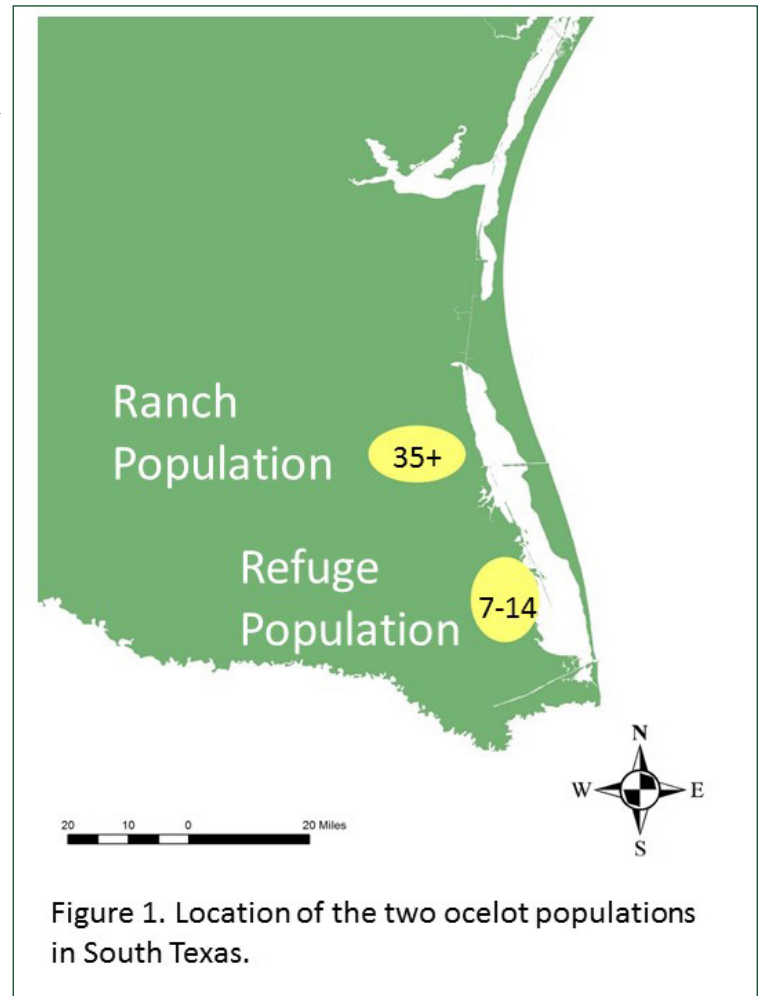 Ranch
Population
35+
Refuge
Population
7-14
N
W E
S
20 10 0 20 Miles
Figure 1. Location of the two ocelot populations
in South Texas.